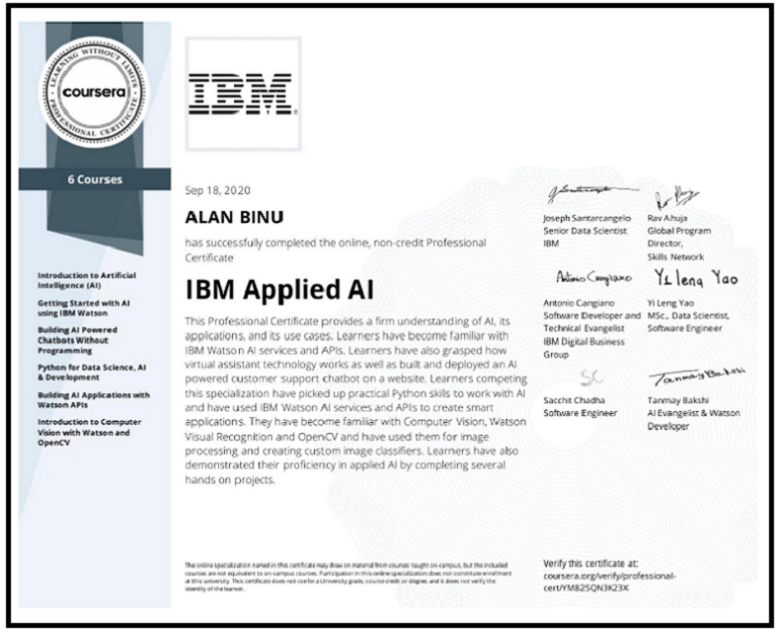 LEARNING WITHOUT LIMITS
coursera
PROFESSIONAL CERTIFICATE
6 Courses
Introduction to Artificial
Intelligence (AI)
Getting Started with AI
using IBM Watson
Building AI Powered
Chatbots Without
Programming
Python for Data Science, AI
& Development
Building AI Applications with
Watson APIs
Introduction to Computer
Vision with Watson and
OpenCV
IBM
Sep 18, 2020
ALAN BINU
has successfully completed the online, non-credit Professional
Certificate
IBM Applied AI
This Professional Certificate provides a firm understanding of AI, its
applications, and its use cases. Learners have become familiar with
IBM Watson AI services and APIs. Learners have also grasped how
virtual assistant technology works as well as built and deployed an AI
powered customer support chatbot on a website. Learners competing
this specialization have picked up practical Python skills to work with AI
and have used IBM Watson AI services and APIs to create smart
applications. They have become familiar with Computer Vision, Watson
Visual Recognition and OpenCV and have used them for image
processing and creating custom image classifiers. Learners have also
demonstrated their proficiency in applied AI by completing several
hands on projects.
Joseph Santarcangelo
Senior Data Scientist
IBM
Rav Ahuja
Global Program
Director,
Skills Network
Antonio Cangiano
Yi leng Yao
Antonio Cangiano
Software Developer and
Technical Evangelist
IBM Digital Business
Group
Yi Leng Yao
MSc., Data Scientist,
Software Engineer
SC
Tanmay Bakshi
Sacchit Chadha
Software Engineer
Tanmay Bakshi
AI Evangelist & Watson
Developer
The online specialization named in this certificate may draw on material from courses taught on-campus, but the included
courses are not equivalent to on-campus courses. Participation in this online specialization does not constitute enrollment
at this university. This certificate does not confer a University grade, course credit or degree, and it does not verify the
identity of the learner.
Verify this certificate at:
coursera.org/verify/professional-
cert/YM825QN3K23X